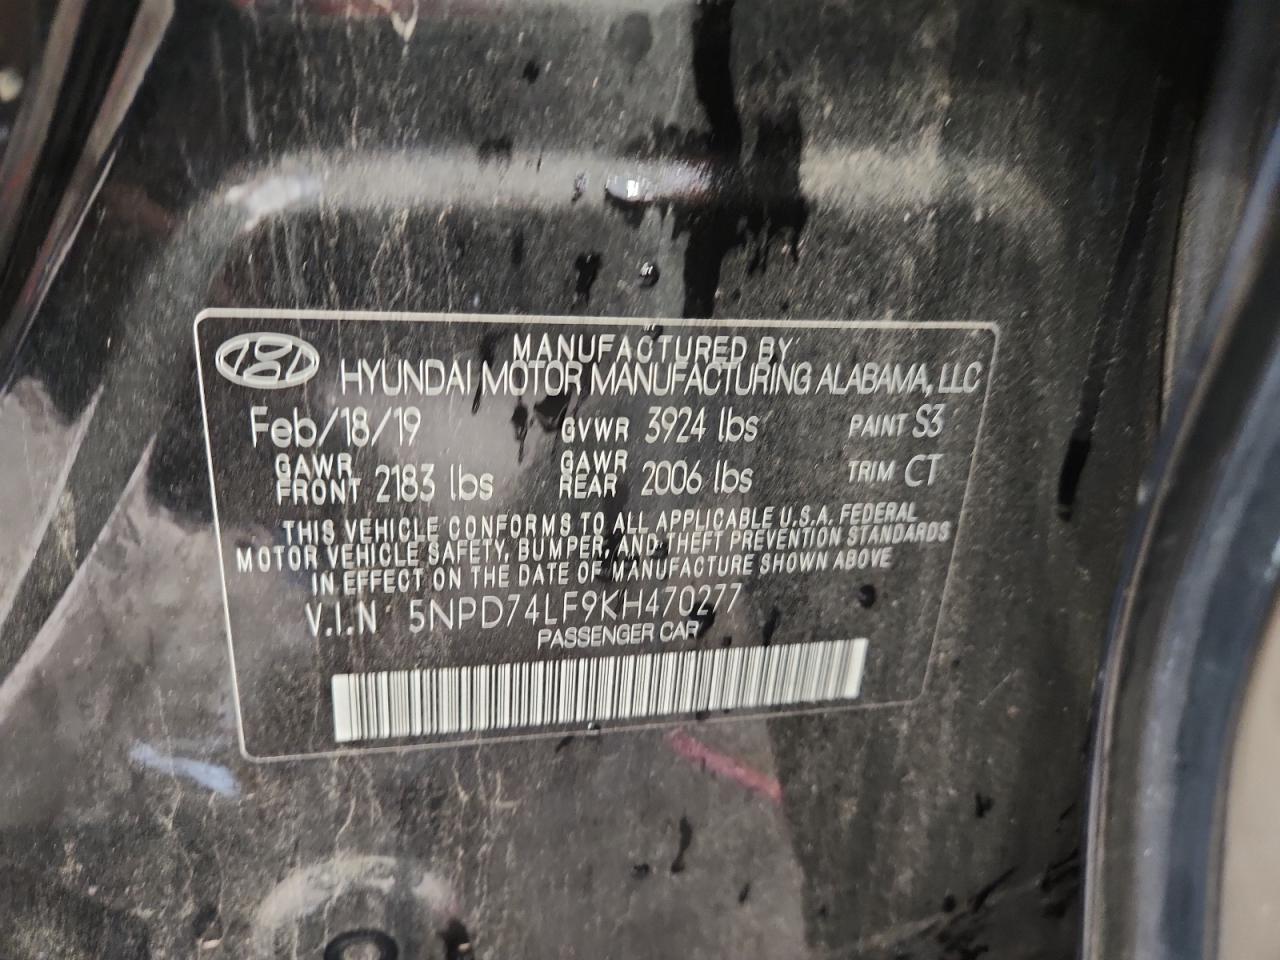 MANUFACTURED BY
HYUNDAI MOTOR MANUFACTURING ALABAMA, LLC
Feb/18/19 GVWR 3924 lbs PAINT S3
GAWR FRONT 2183 lbs GAWR REAR 2006 lbs TRIM CT
THIS VEHICLE CONFORMS TO ALL APPLICABLE U.S.A. FEDERAL
MOTOR VEHICLE SAFETY, BUMPER, AND THEFT PREVENTION STANDARDS
IN EFFECT ON THE DATE OF MANUFACTURE SHOWN ABOVE
V.I.N 5NPD74LF9KH470277
PASSENGER CAR